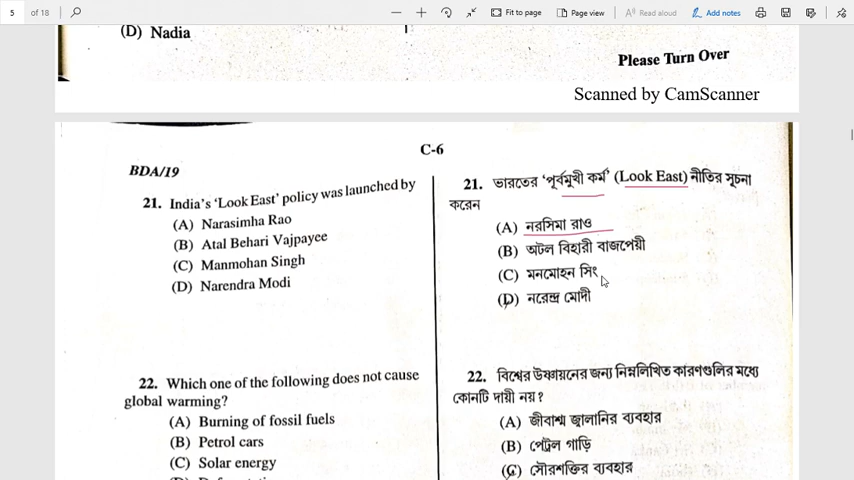 5 of 18
Fit to page
Page view
Read aloud
Add notes
(D) Nadia
Please Turn Over
Scanned by CamScanner
C-6
BDA/19
21. India's 'Look East' policy was launched by
(A) Narasimha Rao
(B) Atal Behari Vajpayee
(C) Manmohan Singh
(D) Narendra Modi
22. Which one of the following does not cause
global warming?
(A) Burning of fossil fuels
(B) Petrol cars
(C) Solar energy
21. ভারতের 'পূর্বমুখী কর্ম' (Look East) নীতির সূচনা
করেন
(A) নরসিমা রাও
(B) অটল বিহারী বাজপেয়ী
(C) মনমোহন সিং
(D) নরেন্দ্র মোদী
22. বিশ্বের উষ্ণায়নের জন্য নিম্নলিখিত কারণগুলির মধ্যে
কোনটি দায়ী নয়?
(A) জীবাশ্ম জ্বালানির ব্যবহার
(B) পেট্রল গাড়ি
(C) সৌরশক্তির ব্যবহার